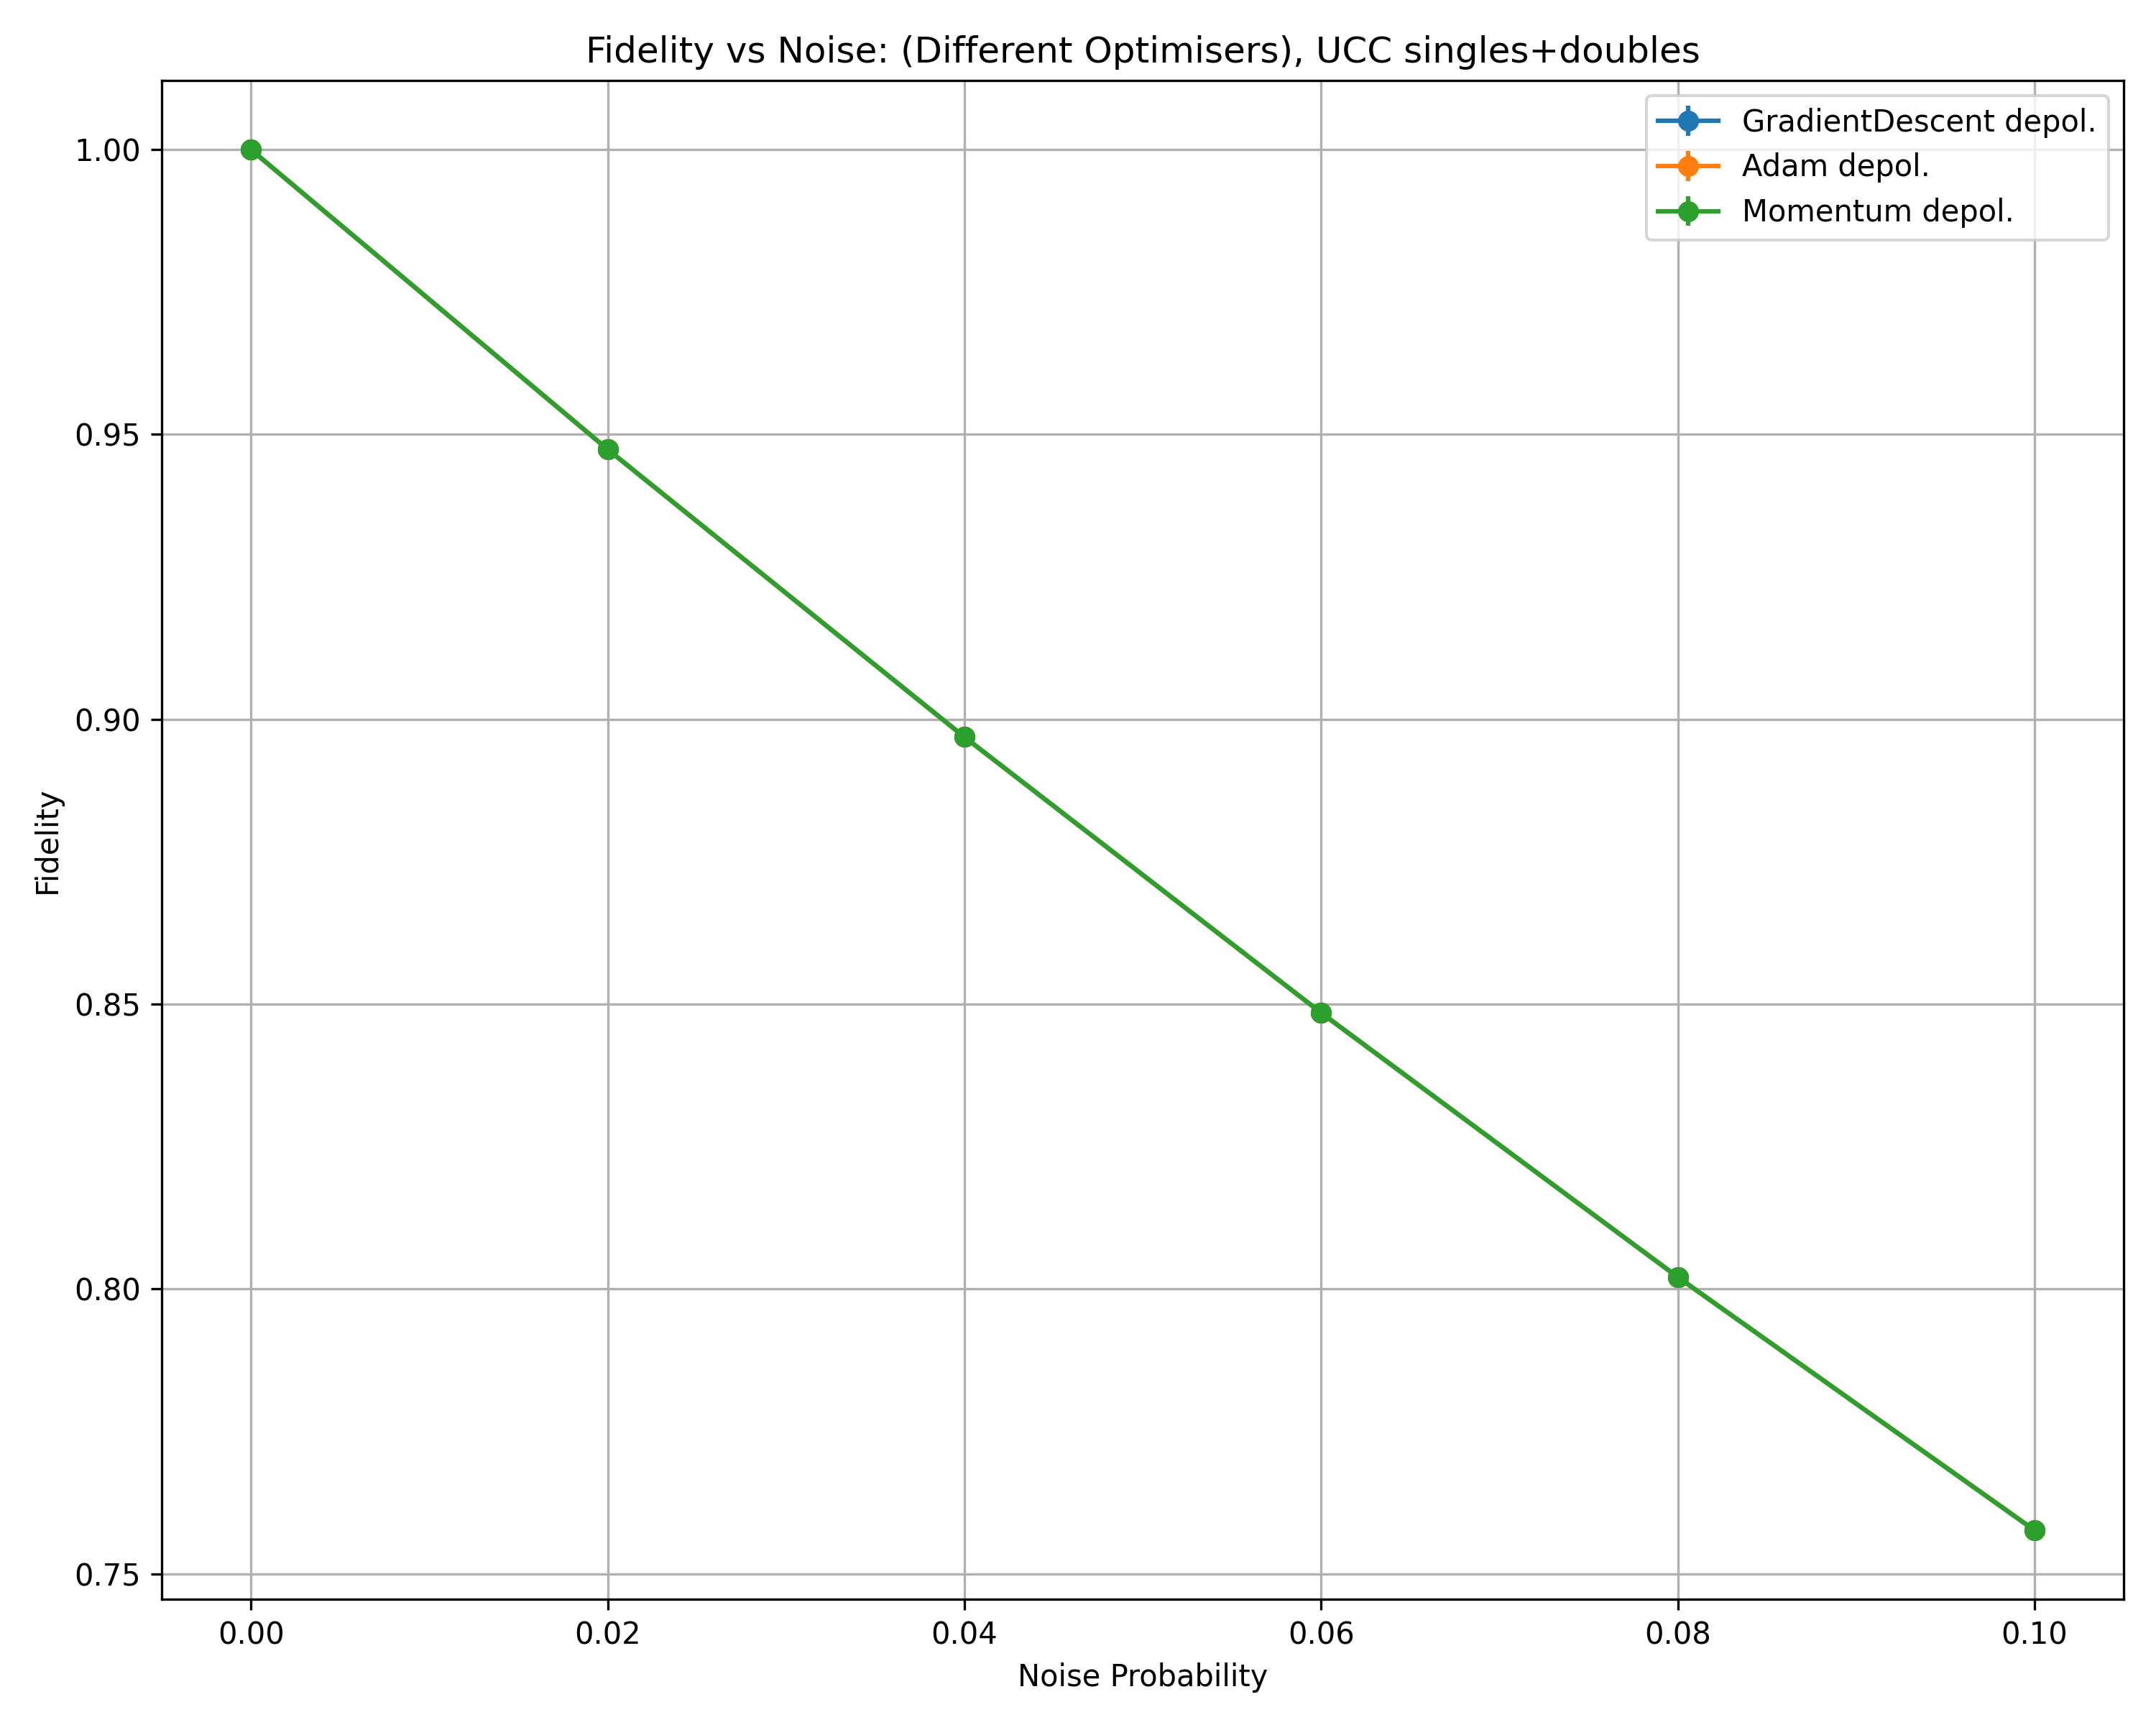 Fidelity vs Noise: (Different Optimisers), UCC singles+doubles
GradientDescent depol.
Adam depol.
Momentum depol.
1.00
0.95
0.90
0.85
0.80
0.75
Fidelity
0.00 0.02 0.04 0.06 0.08 0.10
Noise Probability